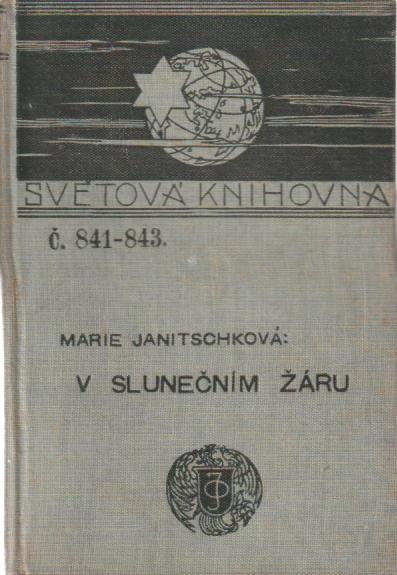 SVĚTOVÁ KNIHOVNA
Č. 841-843.
MARIE JANITSCHKOVÁ:
V SLUNEČNÍM ŽÁRU